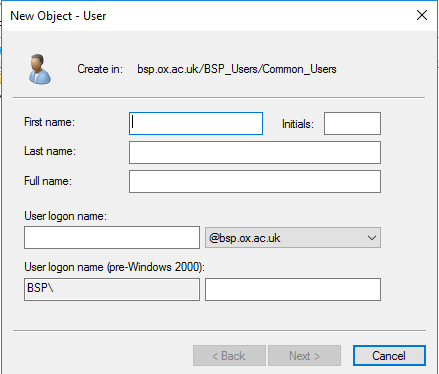 New Object - User
Create in: bsp.ox.ac.uk/BSP_Users/Common_Users
First name: Initials:
Last name:
Full name:
User logon name:
@bsp.ox.ac.uk
User logon name (pre-Windows 2000):
BSP\
< Back Next > Cancel